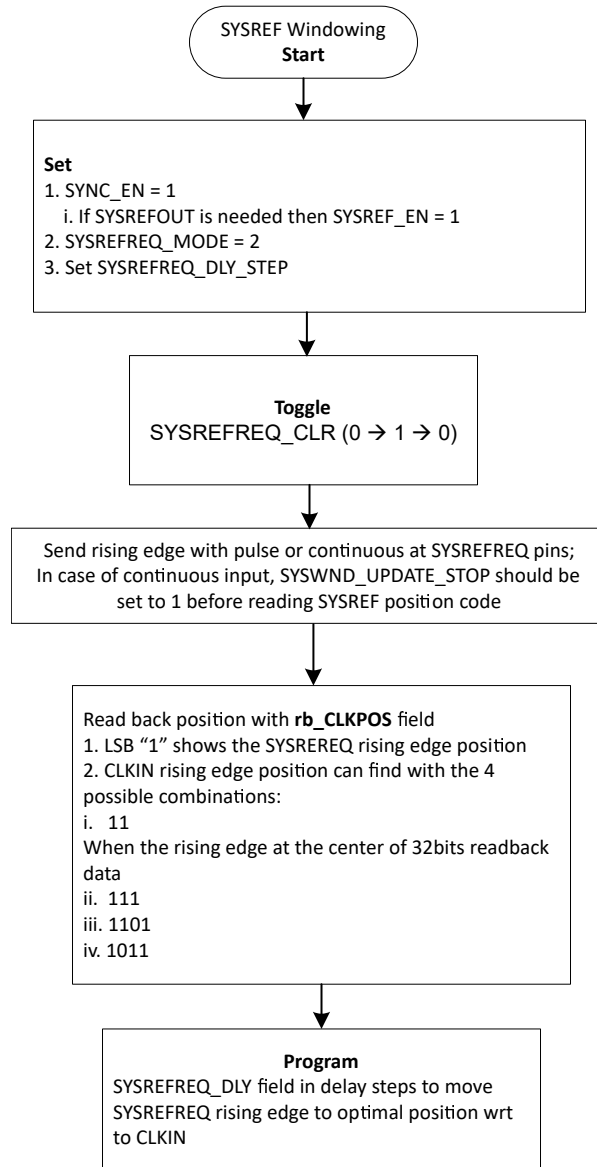 SYSREF Windowing
Start
Set
1. SYNC_EN = 1
i. If SYSREFOUT is needed then SYSREF_EN = 1
2. SYSREFREQ_MODE = 2
3. Set SYSREFREQ_DLY_STEP
Toggle
SYSREFREQ_CLR (0 → 1 → 0)
Send rising edge with pulse or continuous at SYSREFREQ pins;
In case of continuous input, SYSWND_UPDATE_STOP should be
set to 1 before reading SYSREF position code
Read back position with rb_CLKPOS field
1. LSB “1” shows the SYSREREQ rising edge position
2. CLKIN rising edge position can find with the 4
possible combinations:
i. 11
When the rising edge at the center of 32bits readback
data
ii. 111
iii. 1101
iv. 1011
Program
SYSREFREQ_DLY field in delay steps to move
SYSREFREQ rising edge to optimal position wrt
to CLKIN